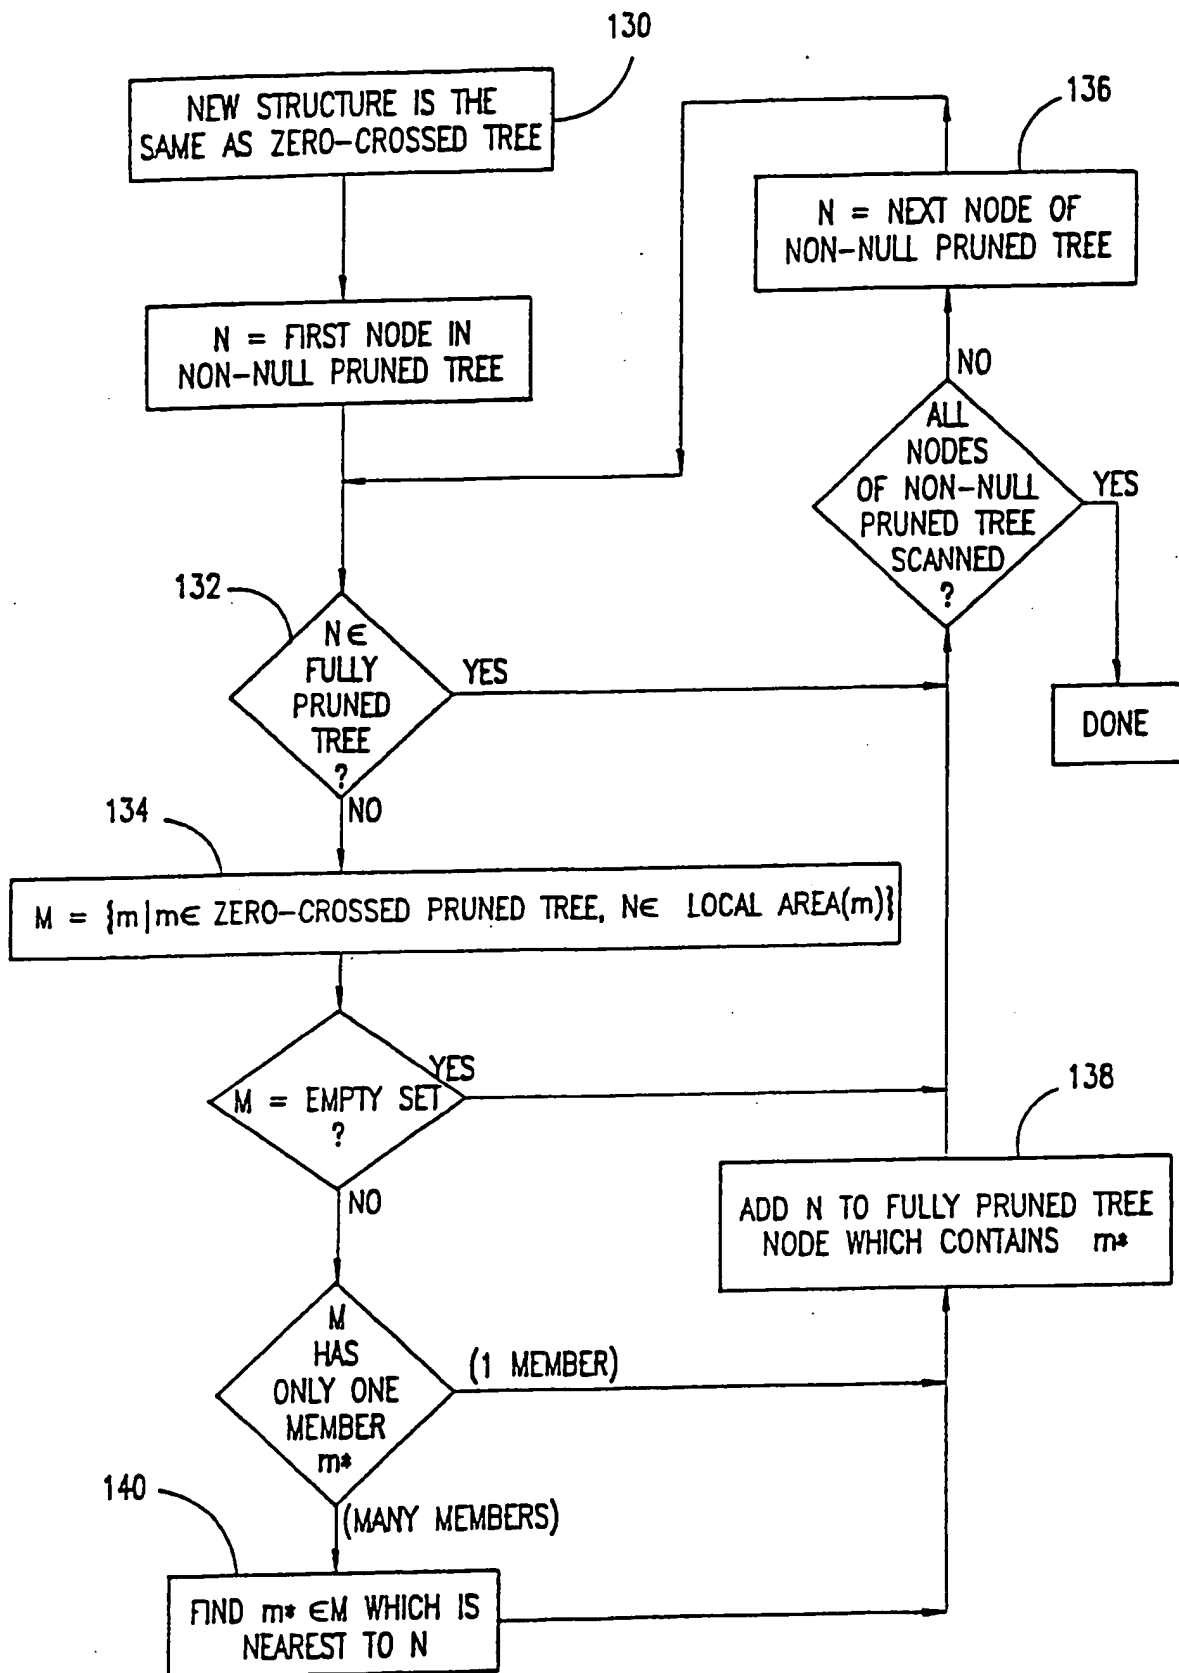 130
NEW STRUCTURE IS THE
SAME AS ZERO-CROSSED TREE
136
N = NEXT NODE OF
NON-NULL PRUNED TREE
N = FIRST NODE IN
NON-NULL PRUNED TREE
NO
ALL
NODES
OF NON-NULL
PRUNED TREE
SCANNED
?
YES
DONE
132
N∈
FULLY
PRUNED
TREE
?
YES
NO
134
M = {m|m∈ ZERO-CROSSED PRUNED TREE, N∈ LOCAL AREA(m)}
M = EMPTY SET
?
YES
NO
138
ADD N TO FULLY PRUNED TREE
NODE WHICH CONTAINS m*
M
HAS
ONLY ONE
MEMBER
m*
(1 MEMBER)
(MANY MEMBERS)
140
FIND m* ∈M WHICH IS
NEAREST TO N